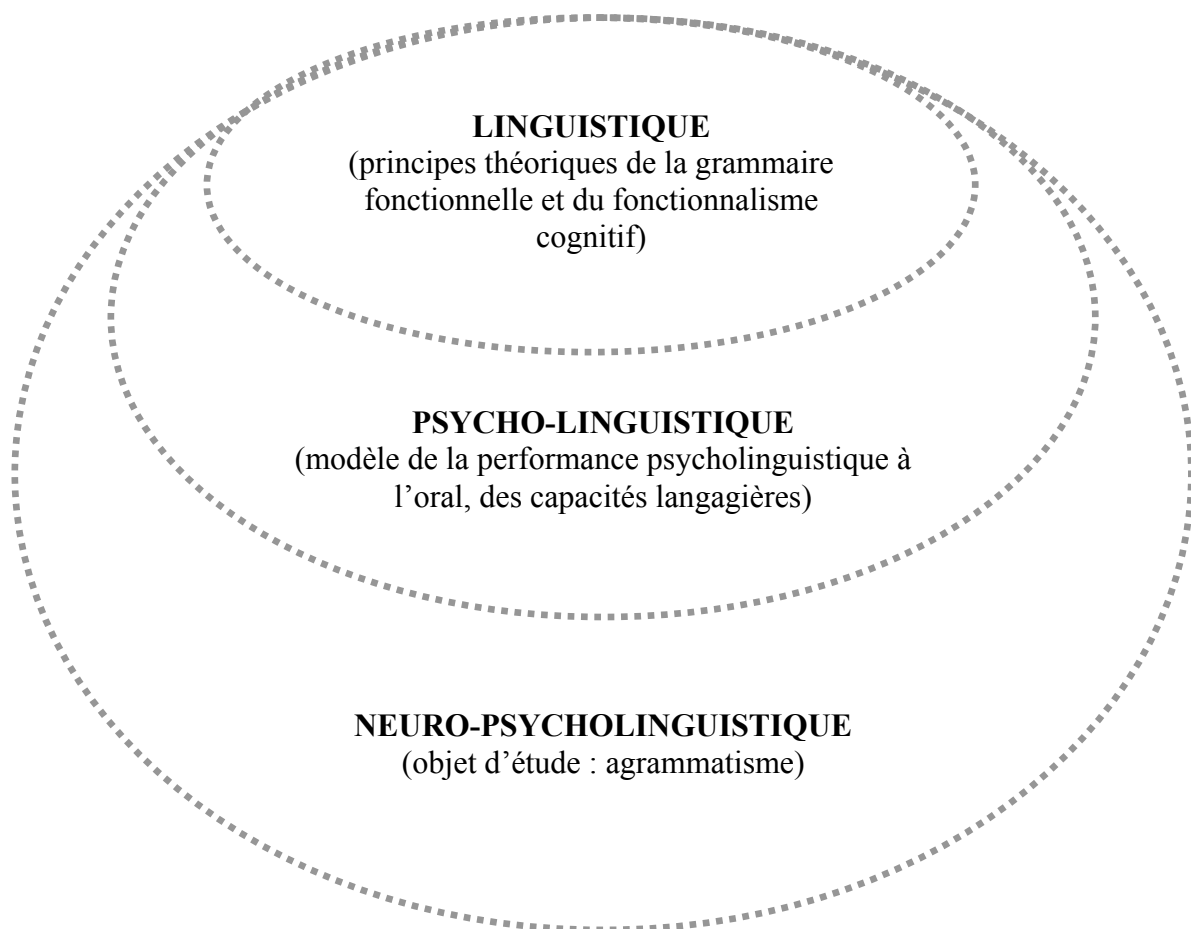 LINGUISTIQUE
(principes théoriques de la grammaire
fonctionnelle et du fonctionnalisme
cognitif)
PSYCHO-LINGUISTIQUE
(modèle de la performance psycholinguistique à
l’oral, des capacités langagières)
NEURO-PSYCHOLINGUISTIQUE
(objet d’étude : agrammatisme)